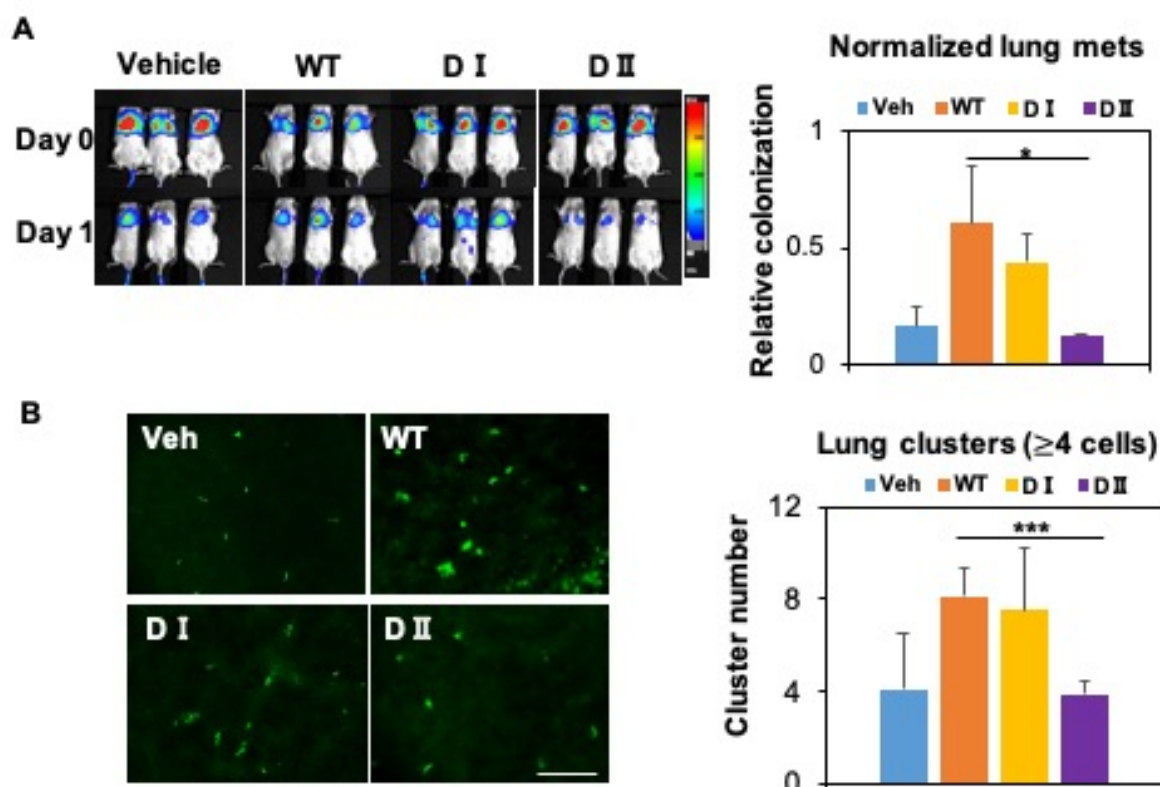 A
Vehicle WT D I D II
Day 0
Day 1
Normalized lung mets
Veh WT D I D II
Relative colonization
1
0.5
0
*
B
Veh WT
D I D II
Lung clusters (≥4 cells)
Veh WT D I D II
Cluster number
12
8
4
0
***